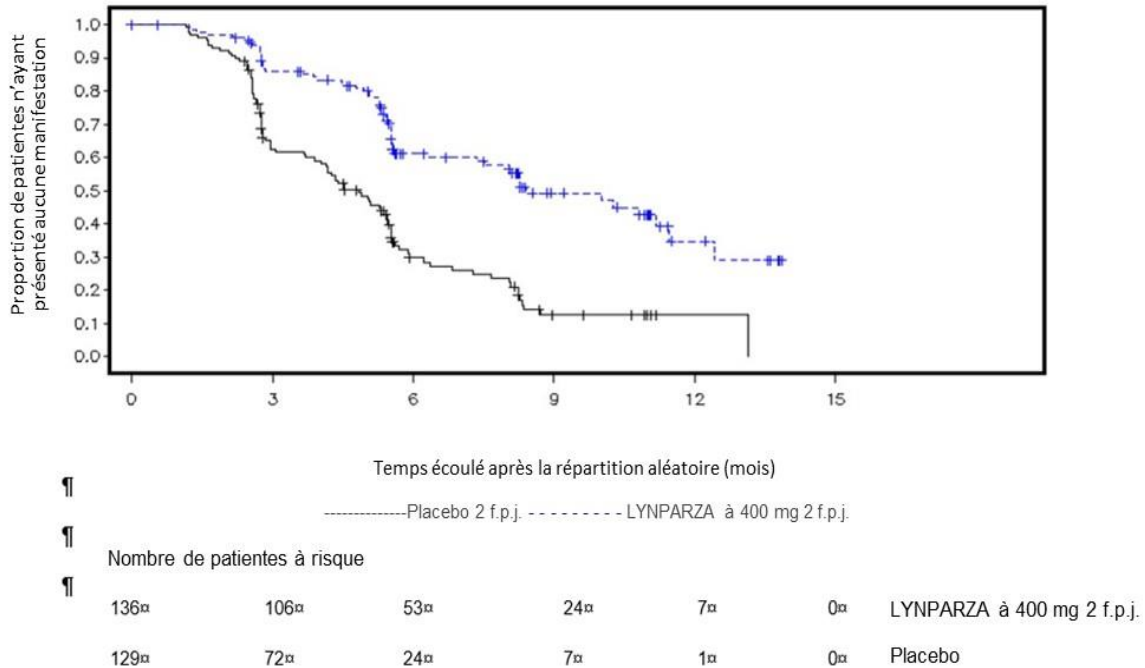 Proportion de patientes n'ayant
présenté aucune manifestation
1.0
0.9
0.8
0.7
0.6
0.5
0.4
0.3
0.2
0.1
0.0
0 3 6 9 12 15
Temps écoulé après la répartition aléatoire (mois)
¶
--------------Placebo 2 f.p.j. - - - - - - - - - LYNPARZA à 400 mg 2 f.p.j.
¶
Nombre de patientes à risque
¶
136¤ 106¤ 53¤ 24¤ 7¤ 0¤ LYNPARZA à 400 mg 2 f.p.j.
129¤ 72¤ 24¤ 7¤ 1¤ 0¤ Placebo